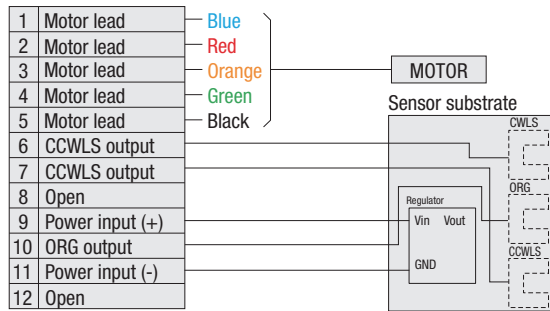 1 Motor lead Blue
2 Motor lead Red
3 Motor lead Orange
4 Motor lead Green
5 Motor lead Black
6 CCWLS output
7 CCWLS output
8 Open
9 Power input (+)
10 ORG output
11 Power input (-)
12 Open
MOTOR
Sensor substrate
CWLS
ORG
CCWLS
Regulator
Vin Vout
GND